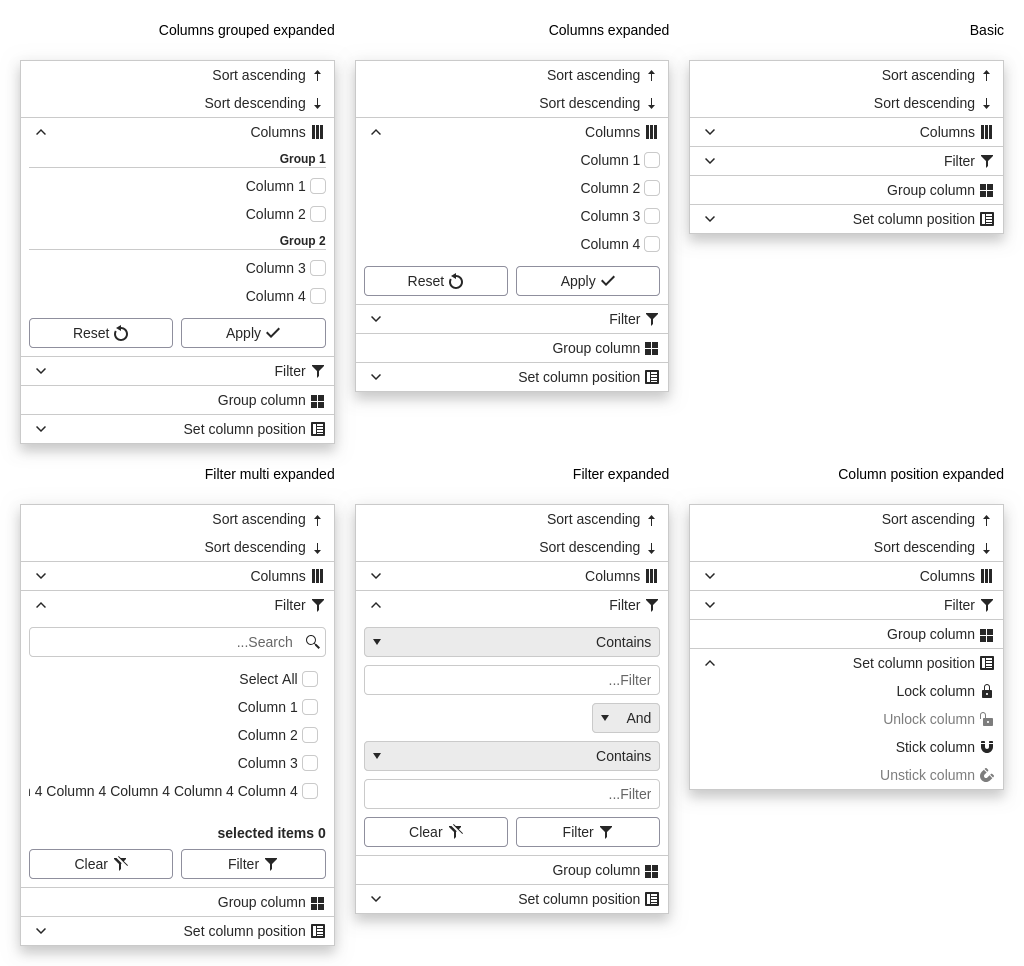 Basic
Sort ascending
Sort descending
Columns
Filter
Group column
Set column position
Columns expanded
Sort ascending
Sort descending
Columns
Column 1
Column 2
Column 3
Column 4
Reset
Apply
Filter
Group column
Set column position
Columns grouped expanded
Sort ascending
Sort descending
Columns
Group 1
Column 1
Column 2
Group 2
Column 3
Column 4
Reset
Apply
Filter
Group column
Set column position
Column position expanded
Sort ascending
Sort descending
Columns
Filter
Group column
Set column position
Lock column
Unlock column
Stick column
Unstick column
Filter expanded
Sort ascending
Sort descending
Columns
Filter
Contains
...Filter
And
Contains
...Filter
Clear
Filter
Group column
Set column position
Filter multi expanded
Sort ascending
Sort descending
Columns
Filter
...Search
Select All
Column 1
Column 2
Column 3
4 Column 4 Column 4 Column 4 Column 4
selected items 0
Clear
Filter
Group column
Set column position